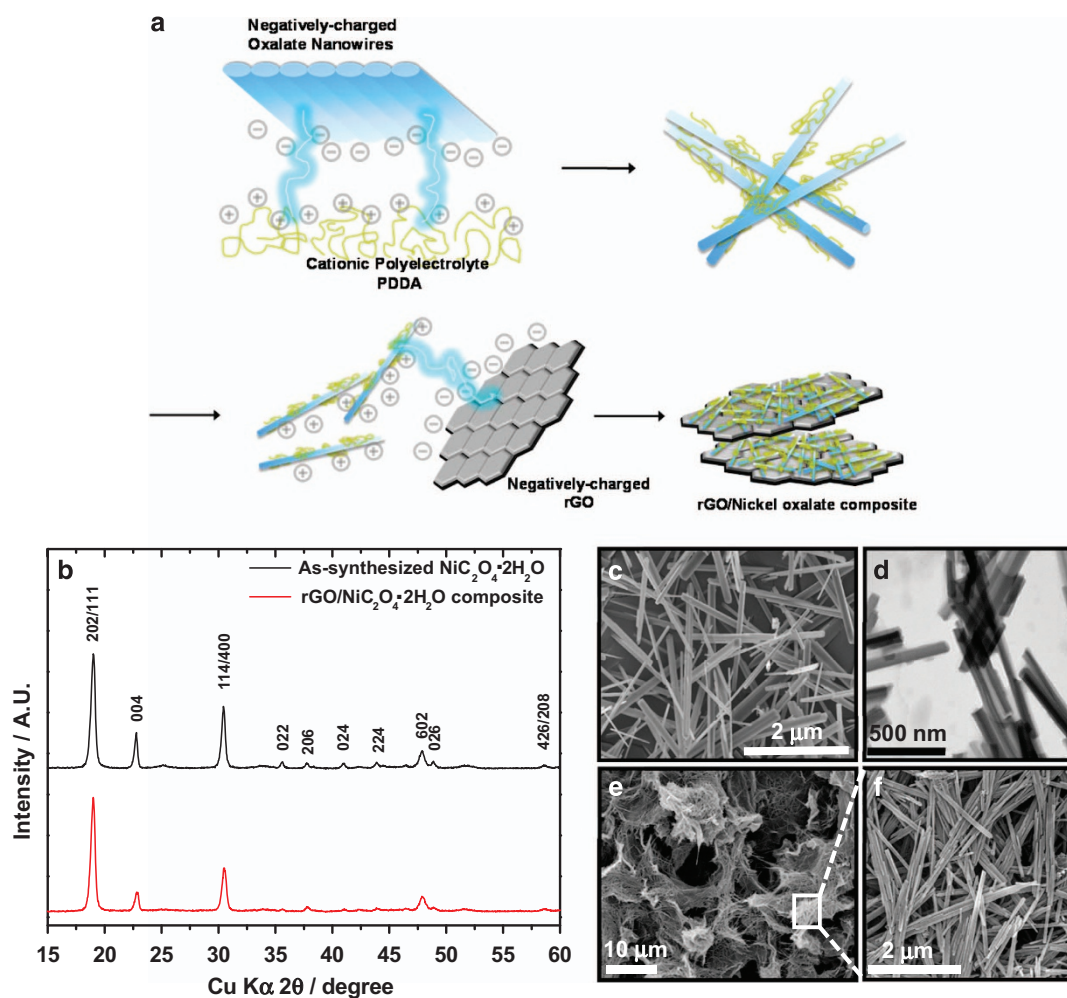 a
Negatively-charged
Oxalate Nanowires
Cationic Polyelectrolyte
PDDA
Negatively-charged
rGO
rGO/Nickel oxalate composite
b
As-synthesized NiC₂O₄▪2H₂O
rGO/NiC₂O₄▪2H₂O composite
202/111
004
114/400
022
206
024
224
602
026
426/208
Intensity / A.U.
15 20 25 30 35 40 45 50 55 60
Cu Kα 2θ / degree
c
2 μm
d
500 nm
e
10 μm
f
2 μm